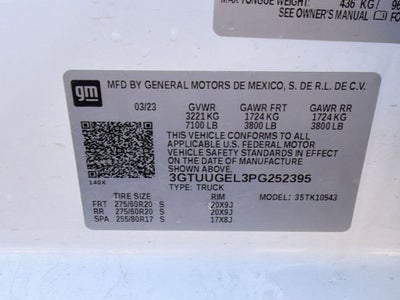 MAX TONGUE WEIGHT: 436 KG /
SEE OWNER'S MANUAL FO
gm
MFD BY GENERAL MOTORS DE MEXICO, S. DE R.L. DE C.V.
03/23 GVWR GAWR FRT GAWR RR
3221 KG 1724 KG 1724 KG
7100 LB 3800 LB 3800 LB
THIS VEHICLE CONFORMS TO ALL
APPLICABLE U.S. FEDERAL MOTOR
VEHICLE SAFETY STANDARDS IN EFFECT
ON THE DATE OF MANUFACTURE
SHOWN ABOVE.
3GTUUGEL3PG252395
TYPE: TRUCK MODEL: 35TK10543
140X
TIRE SIZE RIM
FRT 275/60R20 S 20X9J
RR 275/60R20 S 20X9J
SPA 255/80R17 S 17X8J